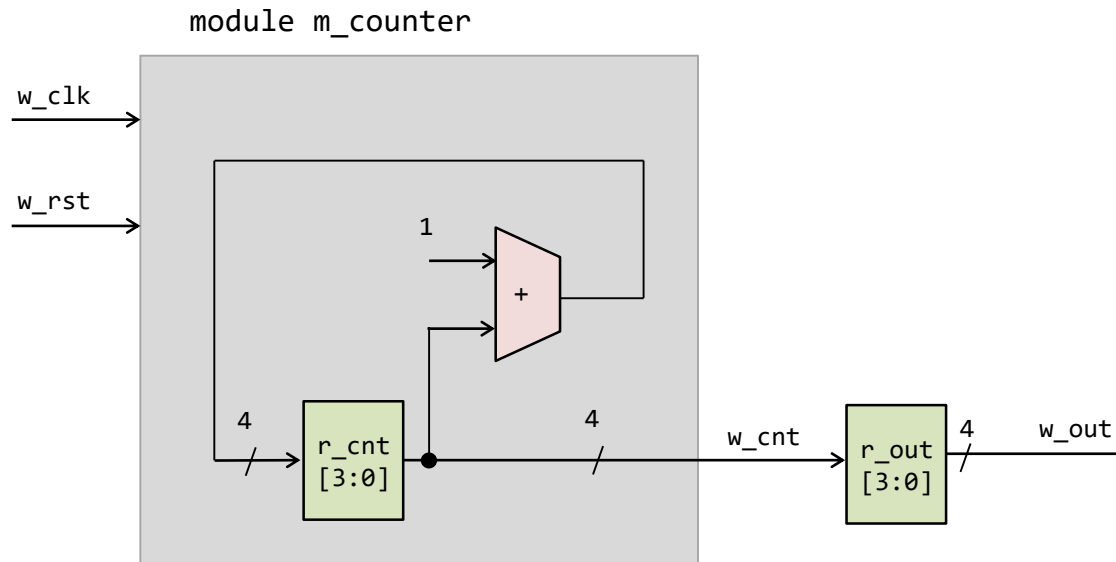 module m_counter
w_clk
w_rst
1
+
4
r_cnt
[3:0]
4
w_cnt
r_out
[3:0]
4
w_out